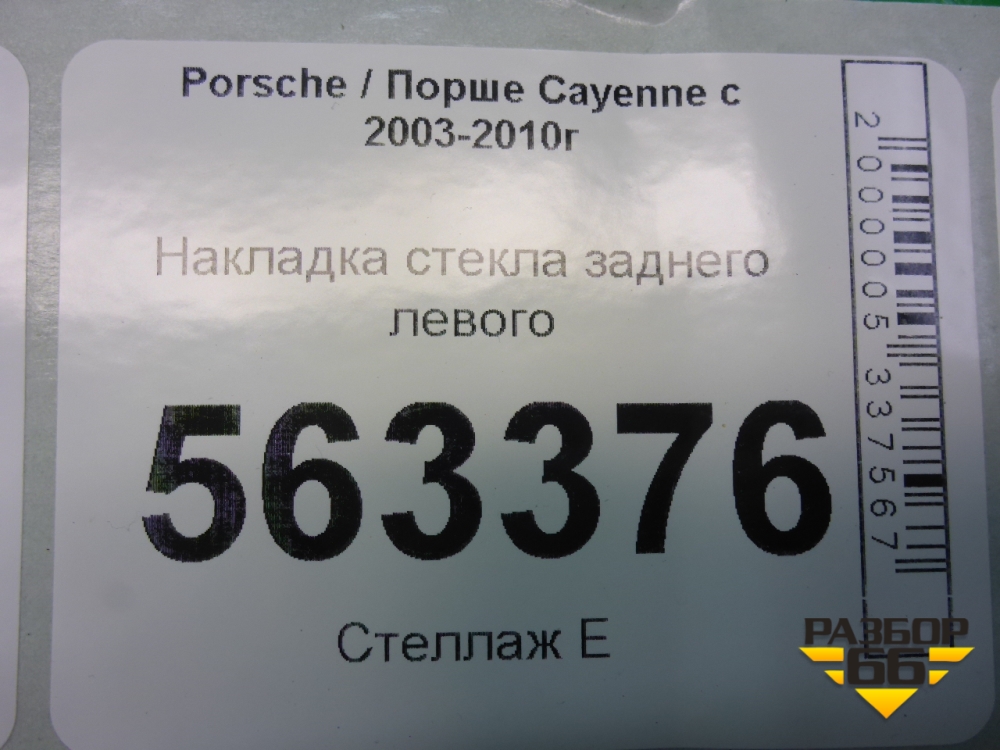 Porsche / Порше Cayenne с
2003-2010г
Накладка стекла заднего
левого
563376
Стеллаж Е
2000005337567
РАЗБОР
66